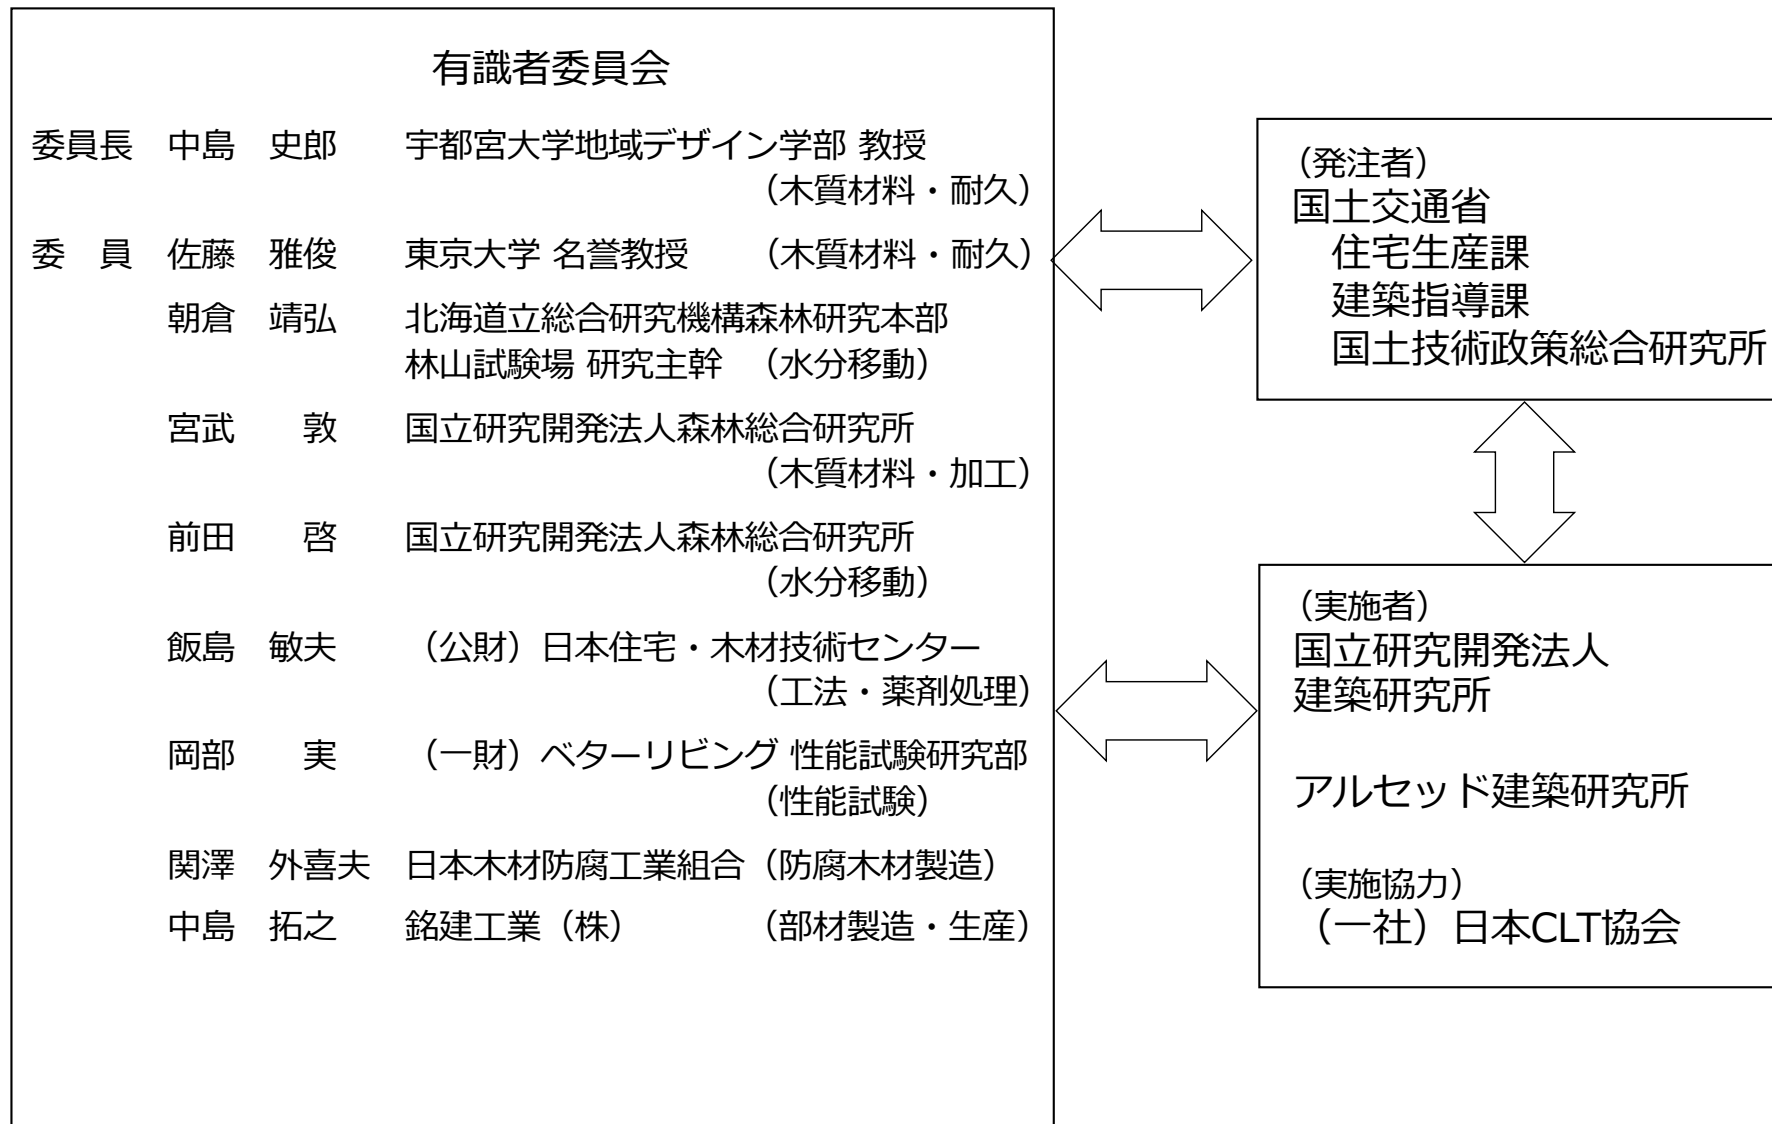 有識者委員会
委員長 中島 史郎 宇都宮大学地域デザイン学部 教授
（木質材料・耐久）
委 員 佐藤 雅俊 東京大学 名誉教授 （木質材料・耐久）
朝倉 靖弘 北海道立総合研究機構森林研究本部
林山試験場 研究主幹 （水分移動）
宮武 敦 国立研究開発法人森林総合研究所
（木質材料・加工）
前田 啓 国立研究開発法人森林総合研究所
（水分移動）
飯島 敏夫 （公財）日本住宅・木材技術センター
（工法・薬剤処理）
岡部 実 （一財）ベターリビング 性能試験研究部
（性能試験）
関澤 外喜夫 日本木材防腐工業組合（防腐木材製造）
中島 拓之 銘建工業（株） （部材製造・生産）
（発注者）
国土交通省
住宅生産課
建築指導課
国土技術政策総合研究所
（実施者）
国立研究開発法人
建築研究所
アルセッド建築研究所
（実施協力）
（一社）日本CLT協会